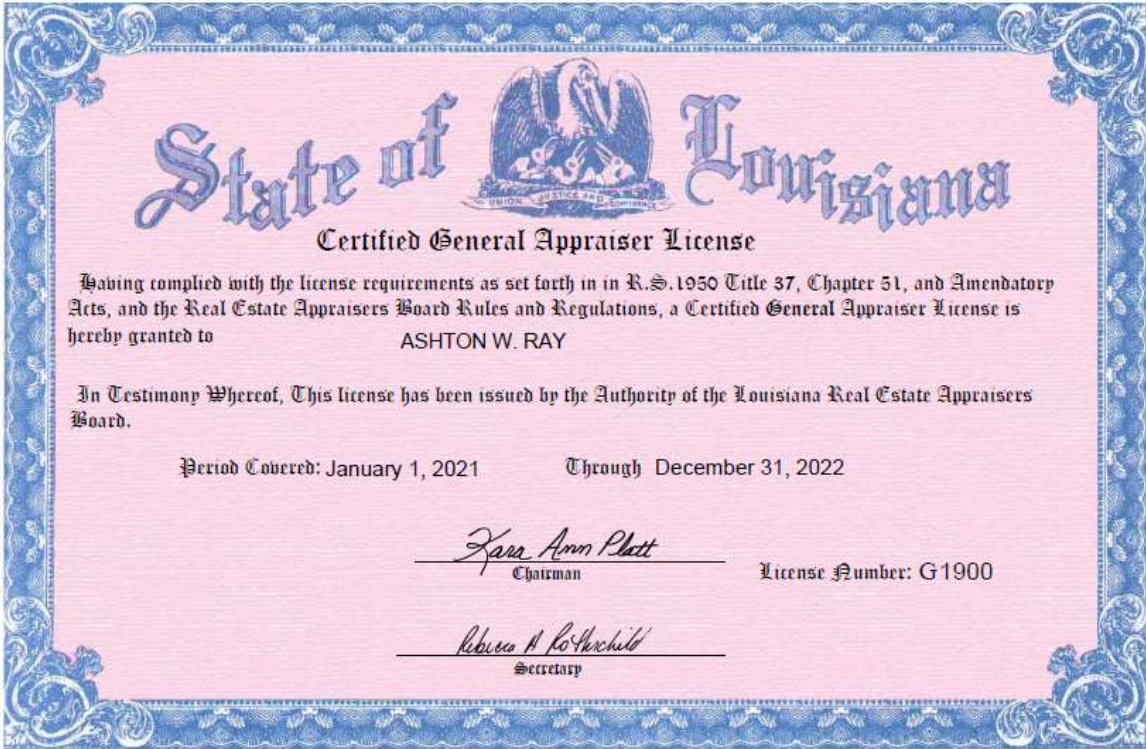 State of Louisiana
UNION JUSTICE AND CONFIDENCE
Certified General Appraiser License
Having complied with the license requirements as set forth in in R.S.1950 Title 37, Chapter 51, and Amendatory
Acts, and the Real Estate Appraisers Board Rules and Regulations, a Certified General Appraiser License is
hereby granted to ASHTON W. RAY
In Testimony Whereof, This license has been issued by the Authority of the Louisiana Real Estate Appraisers
Board.
Period Covered: January 1, 2021 Through December 31, 2022
Kara Ann Platt
Chairman License Number: G1900
Rebecca A Rothschild
Secretary